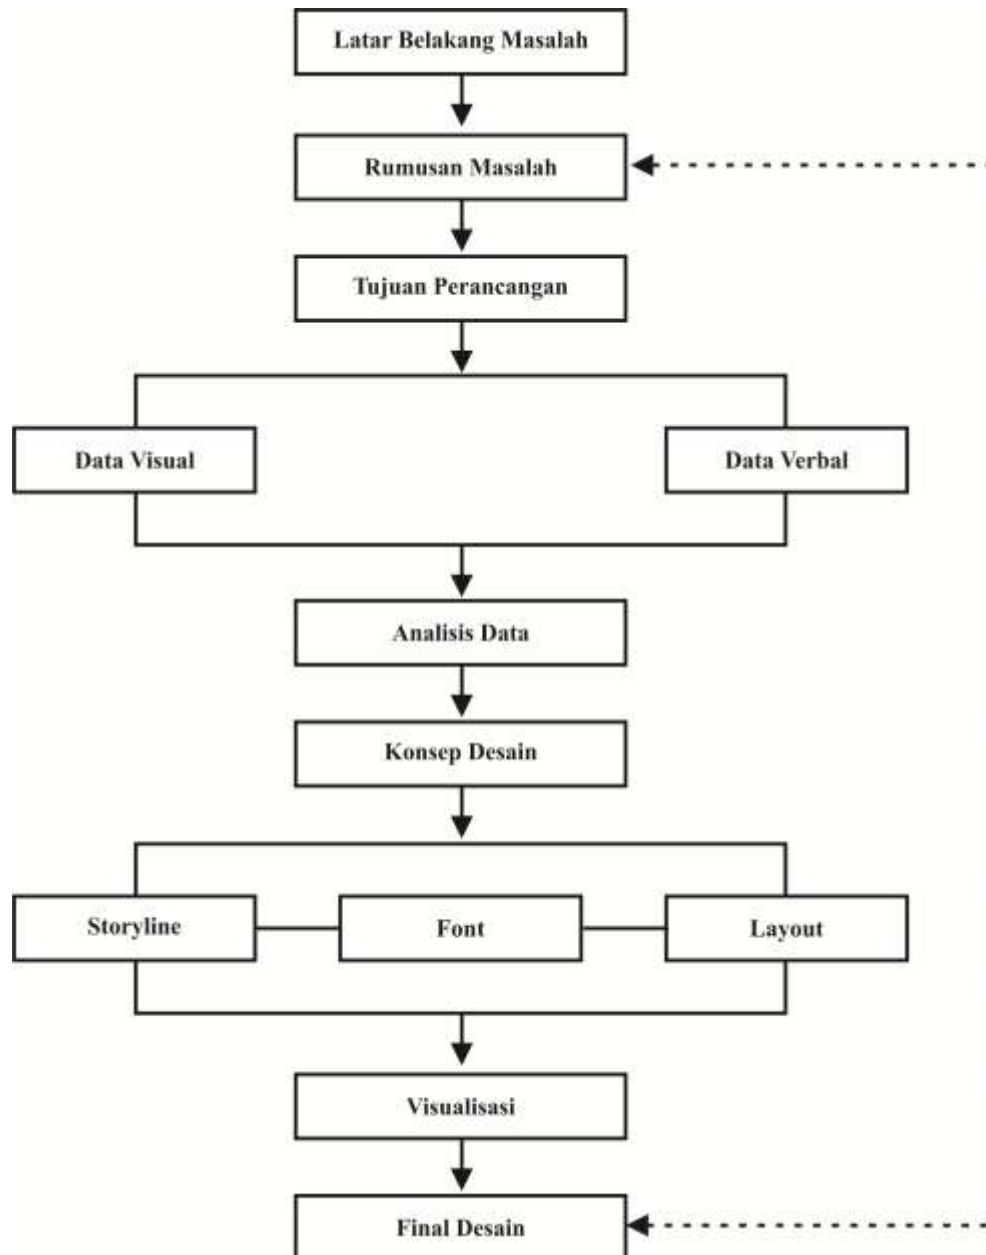 Latar Belakang Masalah
Rumusan Masalah
Tujuan Perancangan
Data Visual
Data Verbal
Analisis Data
Konsep Desain
Storyline
Font
Layout
Visualisasi
Final Desain